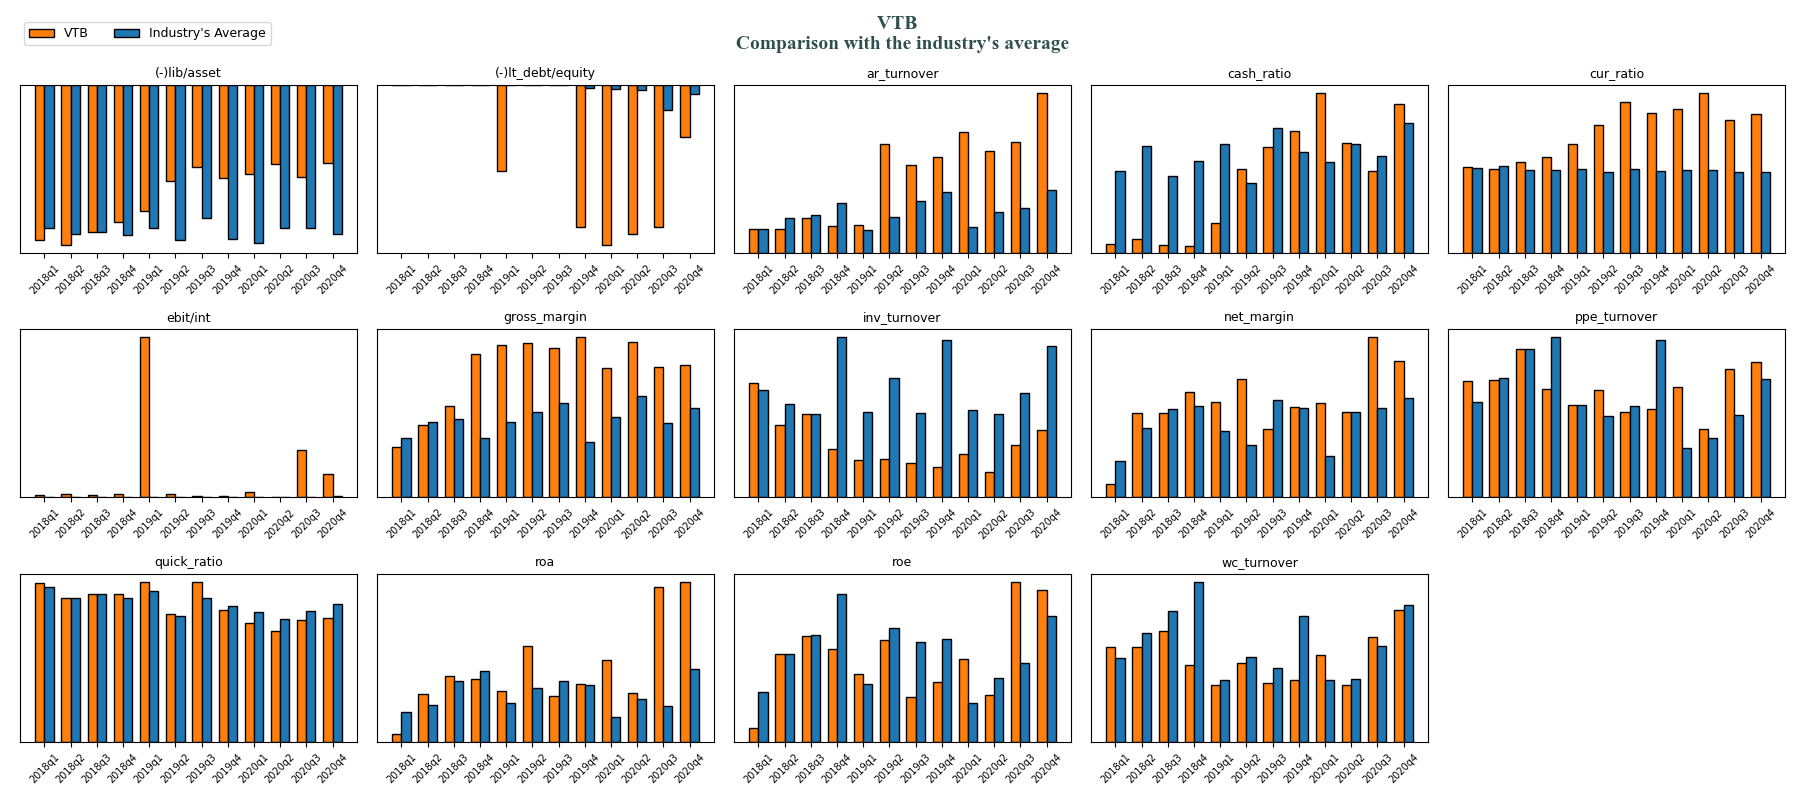 VTB
Comparison with the industry's average
VTB
Industry's Average
(-)lib/asset
2018q1 2018q2 2018q3 2018q4 2019q1 2019q2 2019q3 2019q4 2020q1 2020q2 2020q3 2020q4
(-)lt_debt/equity
2018q1 2018q2 2018q3 2018q4 2019q1 2019q2 2019q3 2019q4 2020q1 2020q2 2020q3 2020q4
ar_turnover
2018q1 2018q2 2018q3 2018q4 2019q1 2019q2 2019q3 2019q4 2020q1 2020q2 2020q3 2020q4
cash_ratio
2018q1 2018q2 2018q3 2018q4 2019q1 2019q2 2019q3 2019q4 2020q1 2020q2 2020q3 2020q4
cur_ratio
2018q1 2018q2 2018q3 2018q4 2019q1 2019q2 2019q3 2019q4 2020q1 2020q2 2020q3 2020q4
ebit/int
2018q1 2018q2 2018q3 2018q4 2019q1 2019q2 2019q3 2019q4 2020q1 2020q2 2020q3 2020q4
gross_margin
2018q1 2018q2 2018q3 2018q4 2019q1 2019q2 2019q3 2019q4 2020q1 2020q2 2020q3 2020q4
inv_turnover
2018q1 2018q2 2018q3 2018q4 2019q1 2019q2 2019q3 2019q4 2020q1 2020q2 2020q3 2020q4
net_margin
2018q1 2018q2 2018q3 2018q4 2019q1 2019q2 2019q3 2019q4 2020q1 2020q2 2020q3 2020q4
ppe_turnover
2018q1 2018q2 2018q3 2018q4 2019q1 2019q2 2019q3 2019q4 2020q1 2020q2 2020q3 2020q4
quick_ratio
2018q1 2018q2 2018q3 2018q4 2019q1 2019q2 2019q3 2019q4 2020q1 2020q2 2020q3 2020q4
roa
2018q1 2018q2 2018q3 2018q4 2019q1 2019q2 2019q3 2019q4 2020q1 2020q2 2020q3 2020q4
roe
2018q1 2018q2 2018q3 2018q4 2019q1 2019q2 2019q3 2019q4 2020q1 2020q2 2020q3 2020q4
wc_turnover
2018q1 2018q2 2018q3 2018q4 2019q1 2019q2 2019q3 2019q4 2020q1 2020q2 2020q3 2020q4